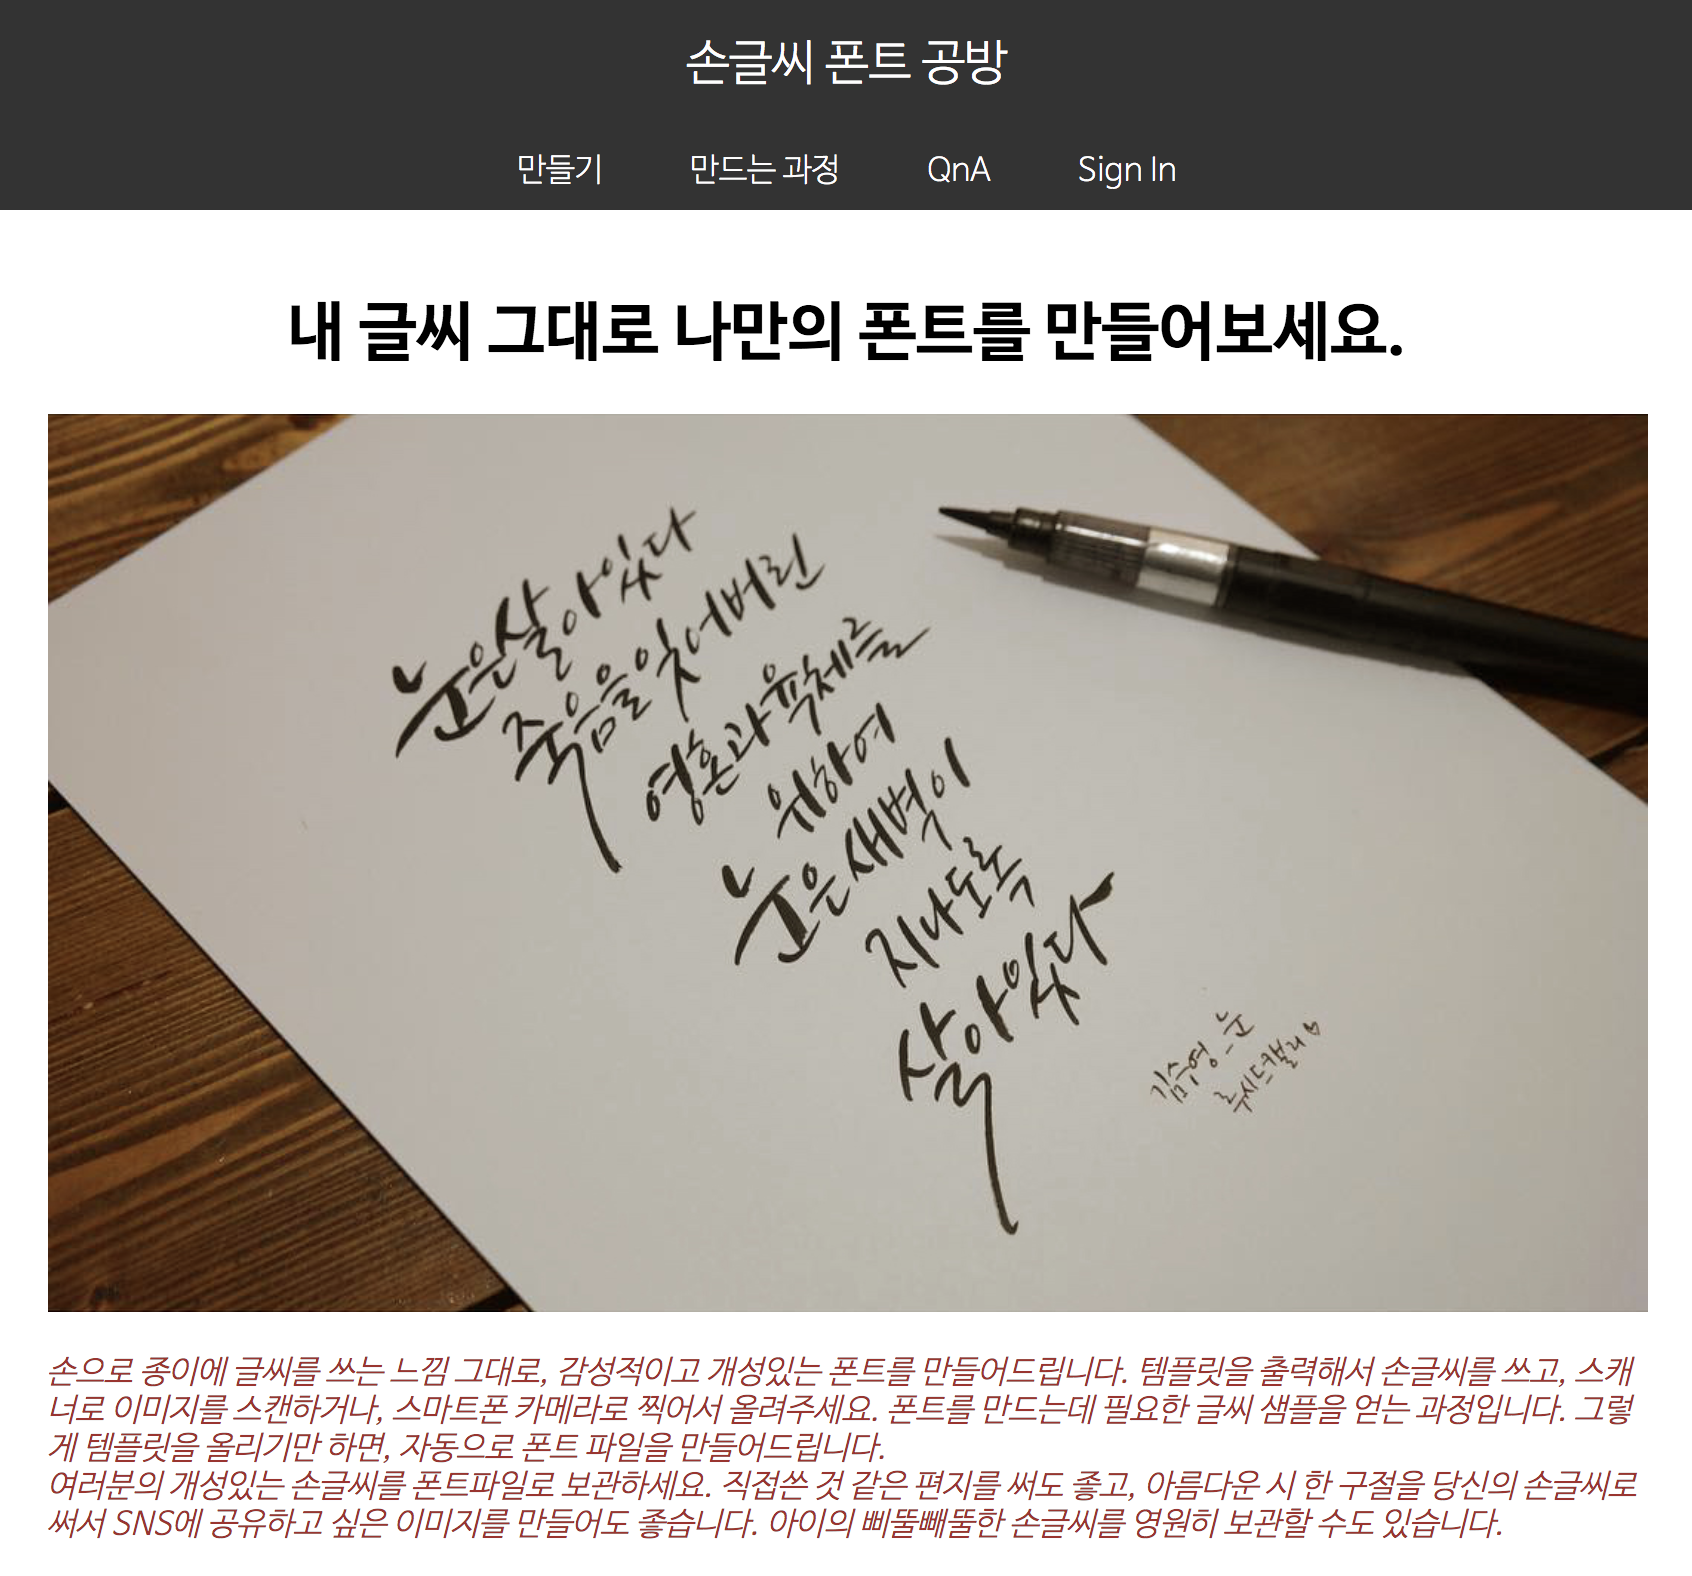 손글씨 폰트 공방
만들기 만드는 과정 QnA Sign In
내 글씨 그대로 나만의 폰트를 만들어보세요.
눈은 살아있다
죽음을 잊어버린
영혼과 육체를
위하여
눈은 새벽이
지나도록
살아있다
김수영_눈
루시드캘리♡
손으로 종이에 글씨를 쓰는 느낌 그대로, 감성적이고 개성있는 폰트를 만들어드립니다. 템플릿을 출력해서 손글씨를 쓰고, 스캐
너로 이미지를 스캔하거나, 스마트폰 카메라로 찍어서 올려주세요. 폰트를 만드는데 필요한 글씨 샘플을 얻는 과정입니다. 그렇
게 템플릿을 올리기만 하면, 자동으로 폰트 파일을 만들어드립니다.
여러분의 개성있는 손글씨를 폰트파일로 보관하세요. 직접쓴 것 같은 편지를 써도 좋고, 아름다운 시 한 구절을 당신의 손글씨로
써서 SNS에 공유하고 싶은 이미지를 만들어도 좋습니다. 아이의 삐뚤빼뚤한 손글씨를 영원히 보관할 수도 있습니다.